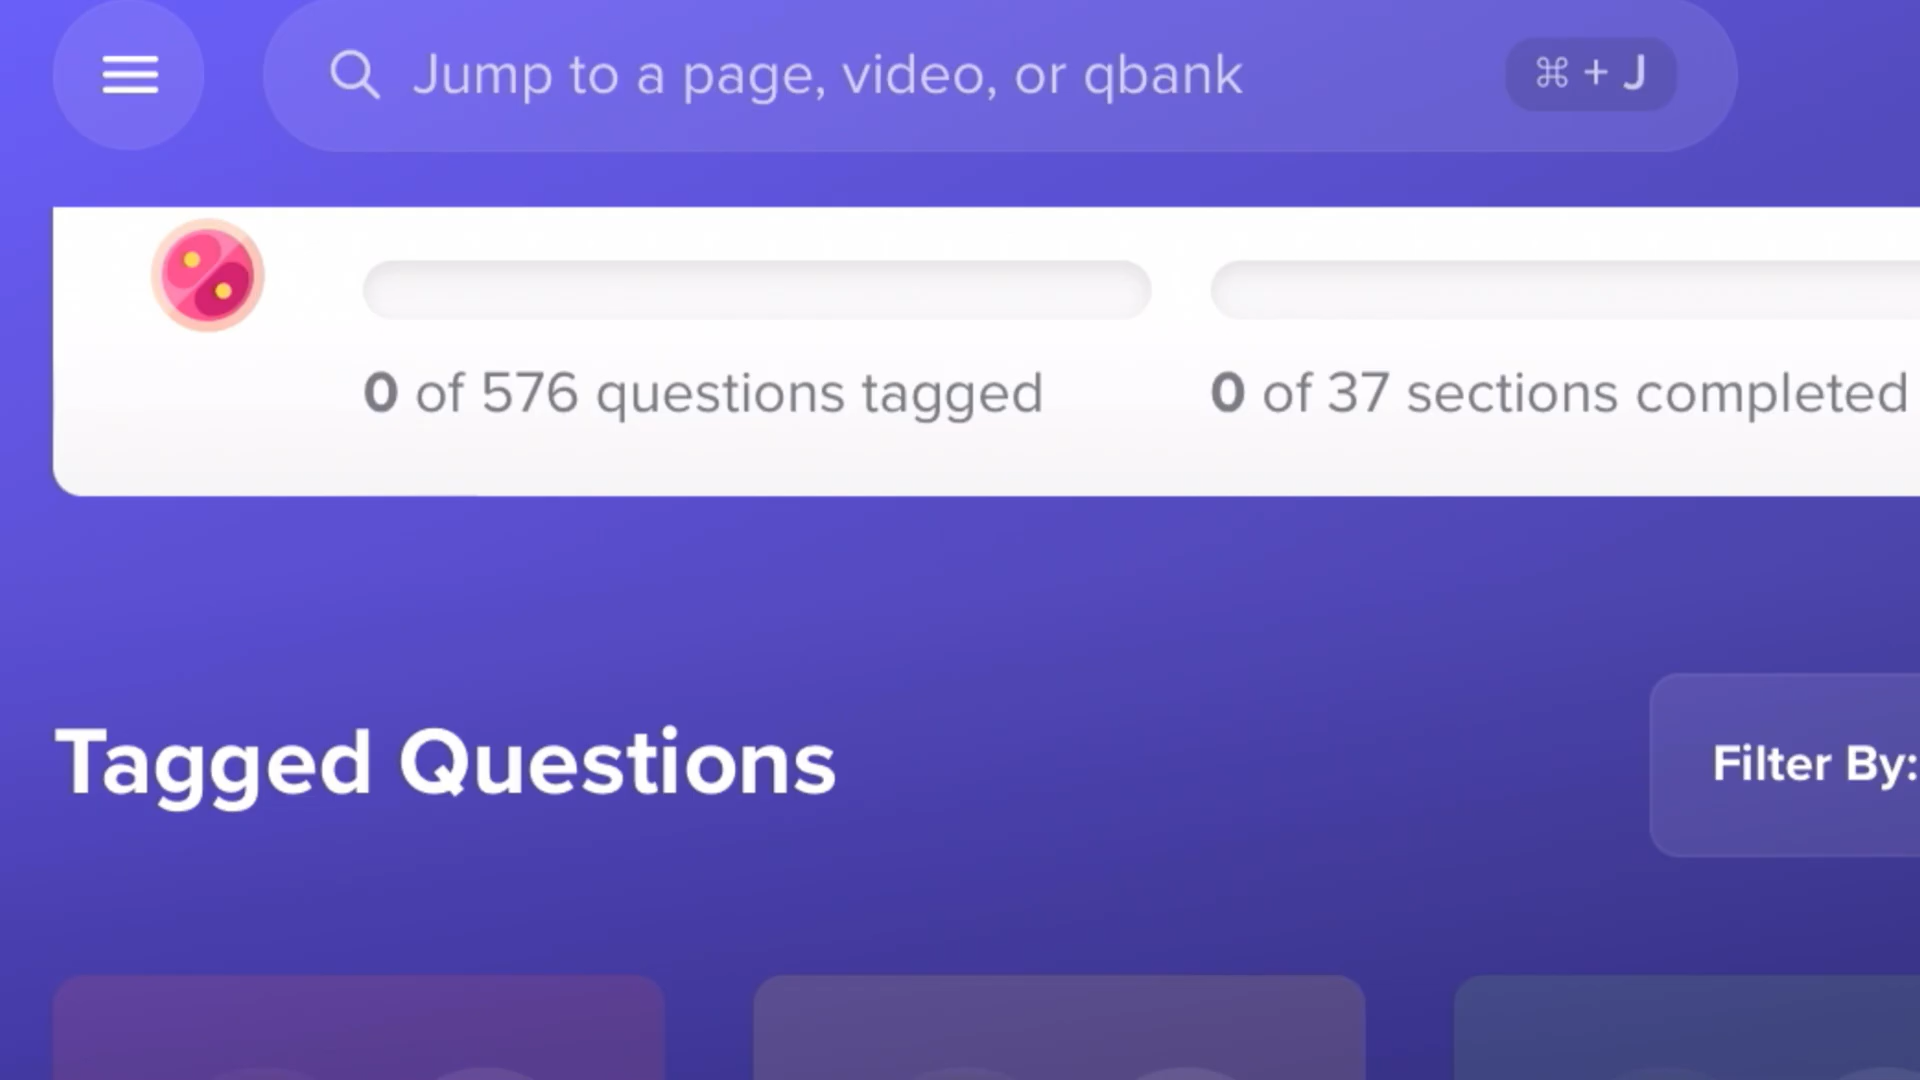 Jump to a page, video, or qbank
⌘ + J
0 of 576 questions tagged
0 of 37 sections completed
Tagged Questions
Filter By: